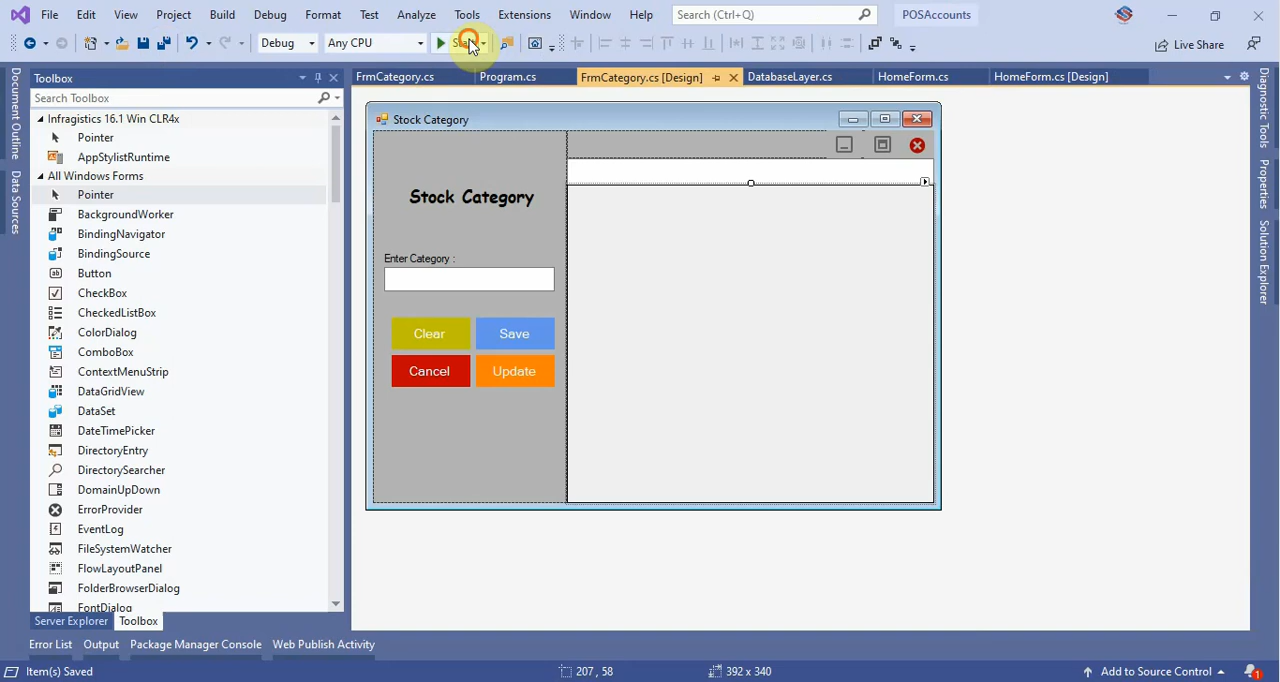 File Edit View Project Build Debug Format Test Analyze Tools Extensions Window Help Search (Ctrl+Q) POSAccounts
Debug Any CPU Live Share
Document Outline
Data Sources
Toolbox
Search Toolbox
Infragistics 16.1 Win CLR4x
Pointer
AppStylistRuntime
All Windows Forms
Pointer
BackgroundWorker
BindingNavigator
BindingSource
Button
CheckBox
CheckedListBox
ColorDialog
ComboBox
ContextMenuStrip
DataGridView
DataSet
DateTimePicker
DirectoryEntry
DirectorySearcher
DomainUpDown
ErrorProvider
EventLog
FileSystemWatcher
FlowLayoutPanel
FolderBrowserDialog
FontDialog
Server Explorer Toolbox
FrmCategory.cs Program.cs FrmCategory.cs [Design] DatabaseLayer.cs HomeForm.cs HomeForm.cs [Design]
Stock Category
Stock Category
Enter Category :
Clear Save
Cancel Update
Diagnostic Tools
Properties
Solution Explorer
Error List Output Package Manager Console Web Publish Activity
Item(s) Saved 207 , 58 392 x 340 Add to Source Control 1